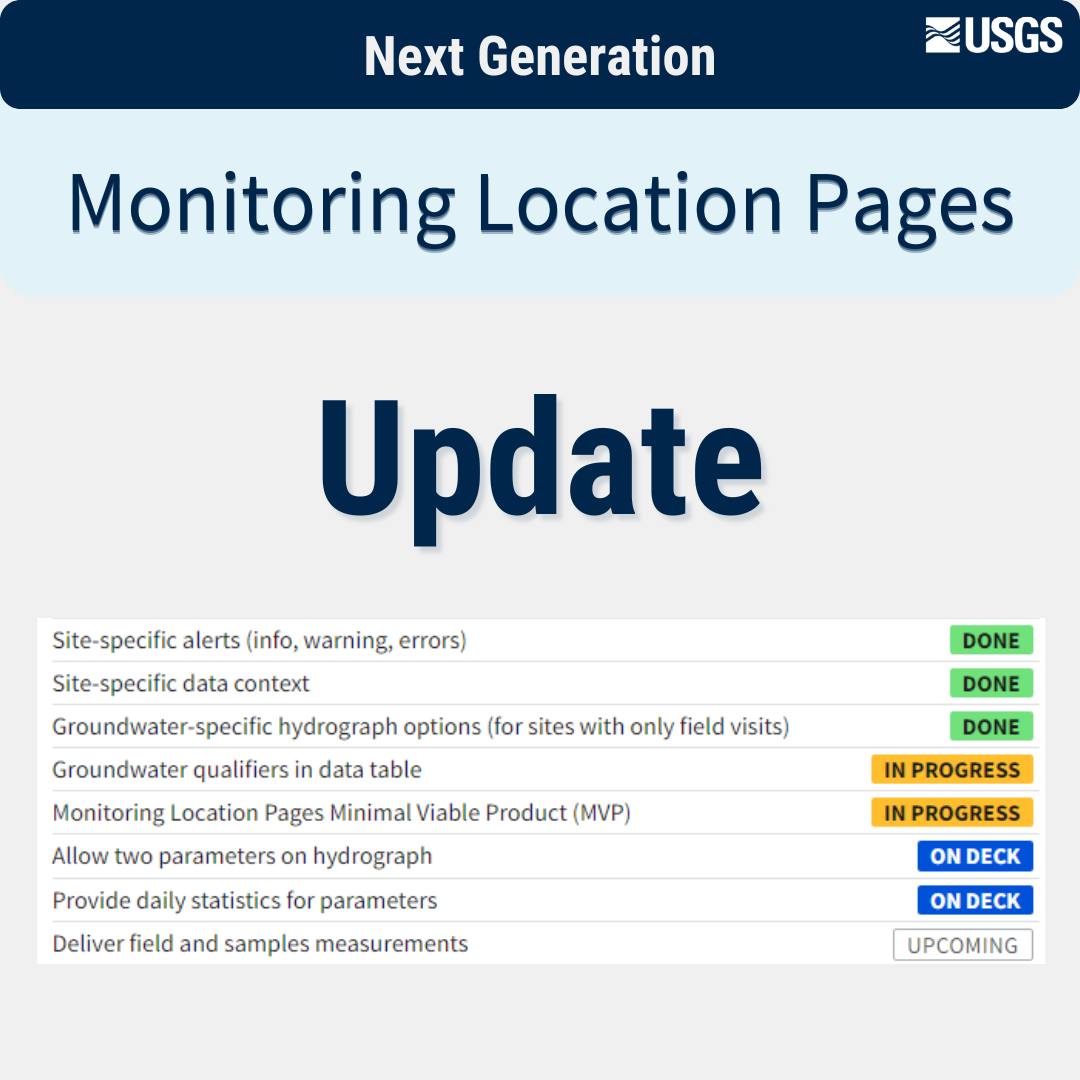 Next Generation
USGS
Monitoring Location Pages
Update
Site-specific alerts (info, warning, errors) DONE
Site-specific data context DONE
Groundwater-specific hydrograph options (for sites with only field visits) DONE
Groundwater qualifiers in data table IN PROGRESS
Monitoring Location Pages Minimal Viable Product (MVP) IN PROGRESS
Allow two parameters on hydrograph ON DECK
Provide daily statistics for parameters ON DECK
Deliver field and samples measurements UPCOMING